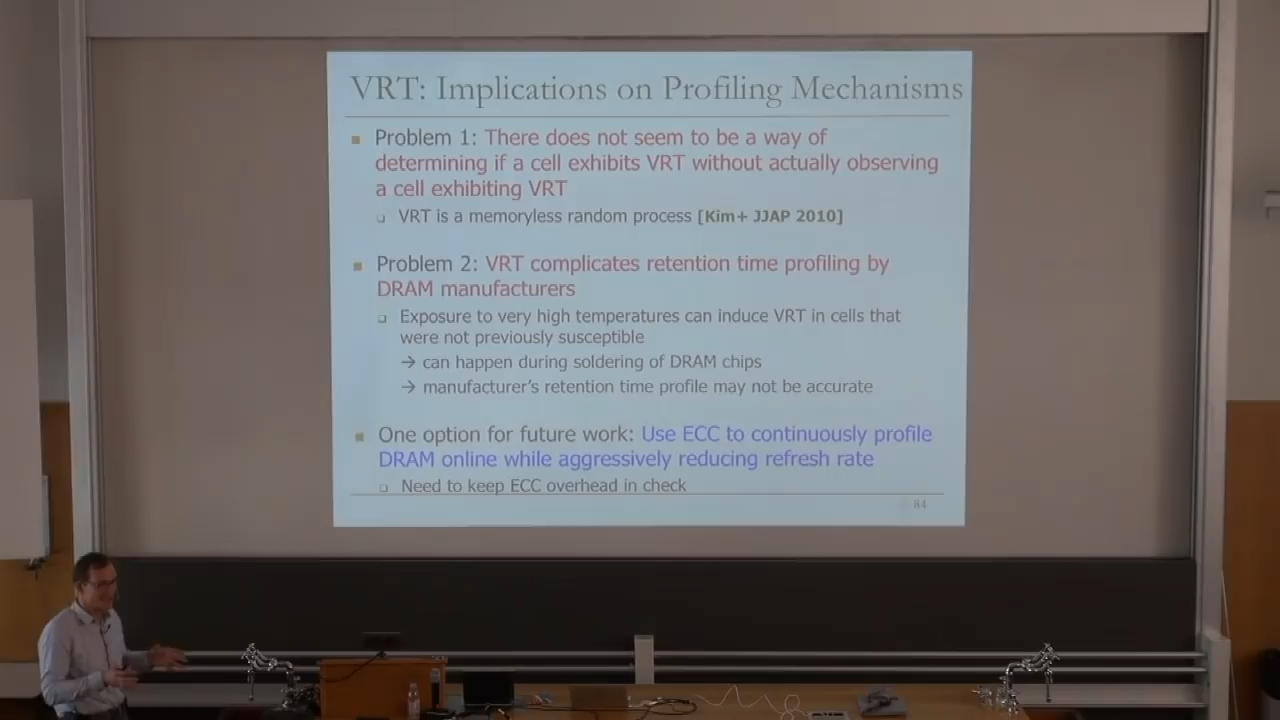 VRT: Implications on Profiling Mechanisms
Problem 1: There does not seem to be a way of
determining if a cell exhibits VRT without actually observing
a cell exhibiting VRT
VRT is a memoryless random process [Kim+ JJAP 2010]
Problem 2: VRT complicates retention time profiling by
DRAM manufacturers
Exposure to very high temperatures can induce VRT in cells that
were not previously susceptible
→ can happen during soldering of DRAM chips
→ manufacturer's retention time profile may not be accurate
One option for future work: Use ECC to continuously profile
DRAM online while aggressively reducing refresh rate
Need to keep ECC overhead in check
84